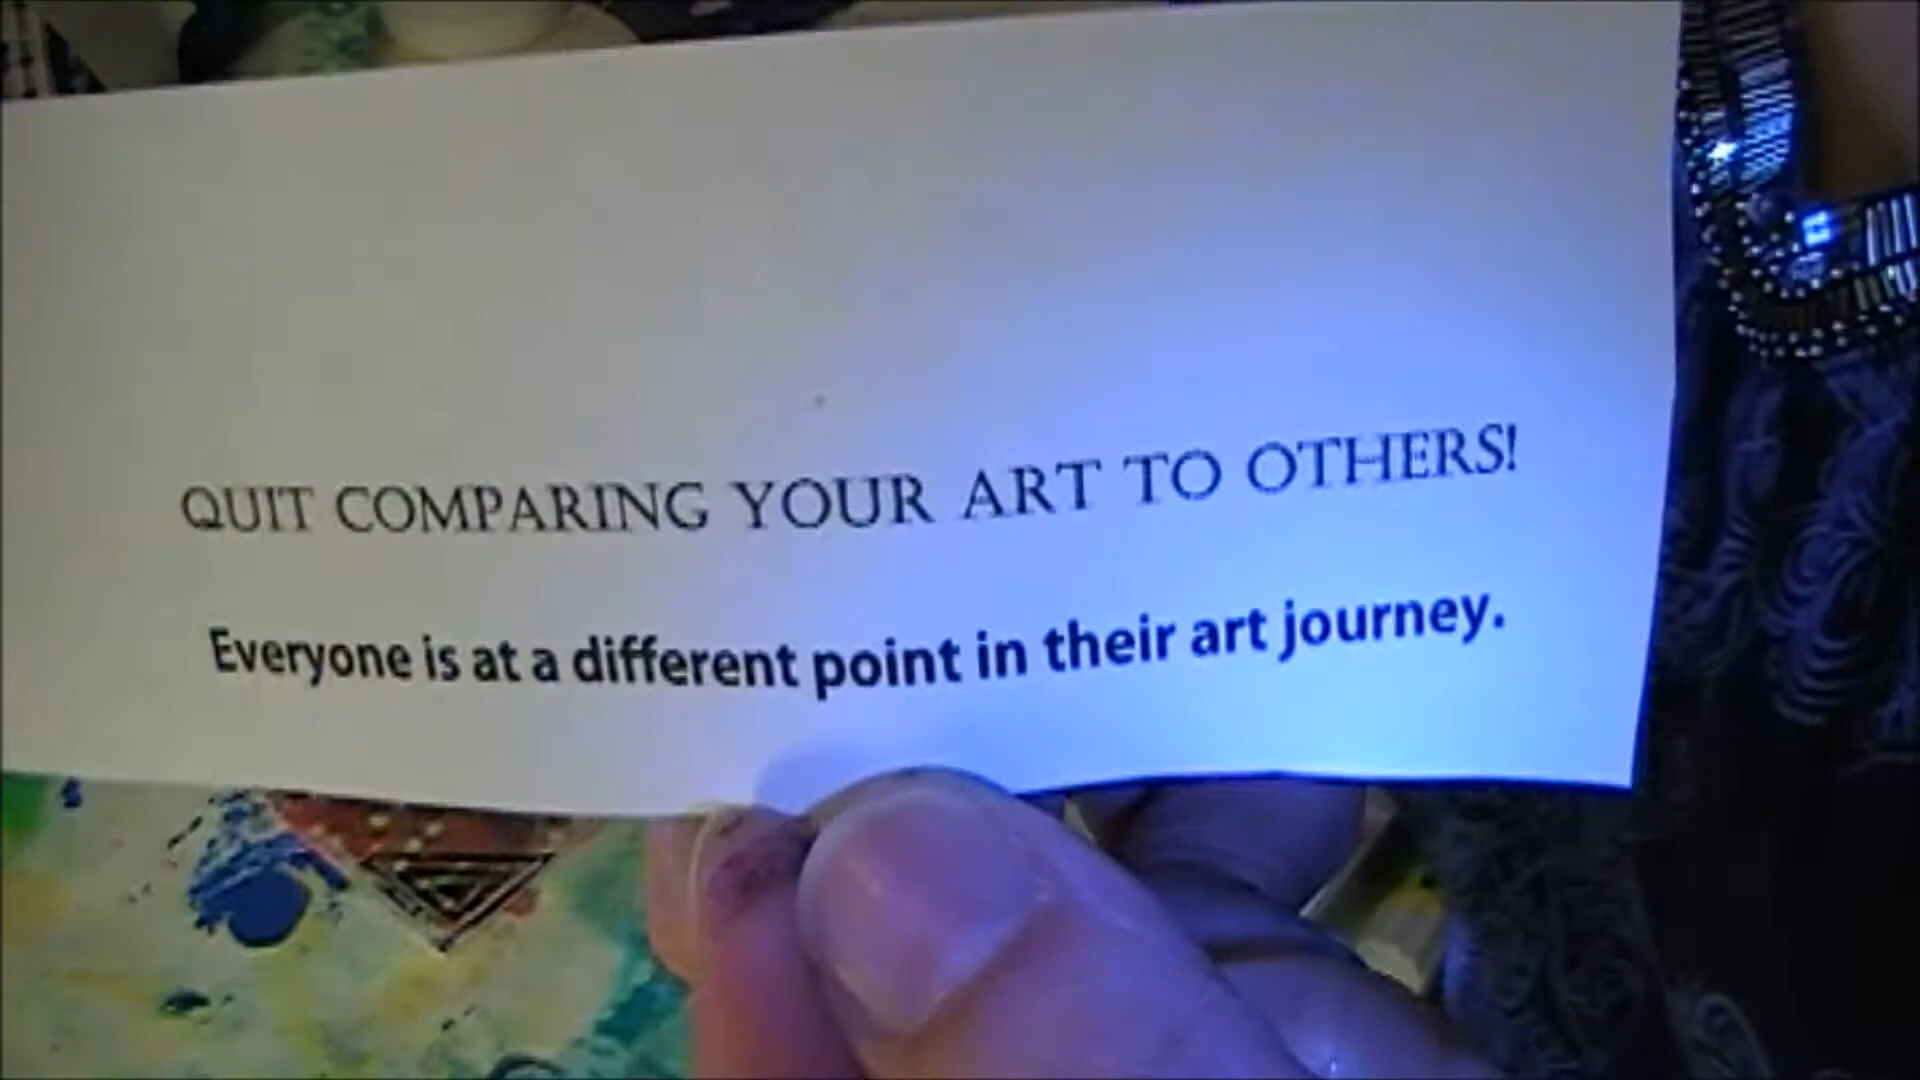 QUIT COMPARING YOUR ART TO OTHERS!
Everyone is at a different point in their art journey.